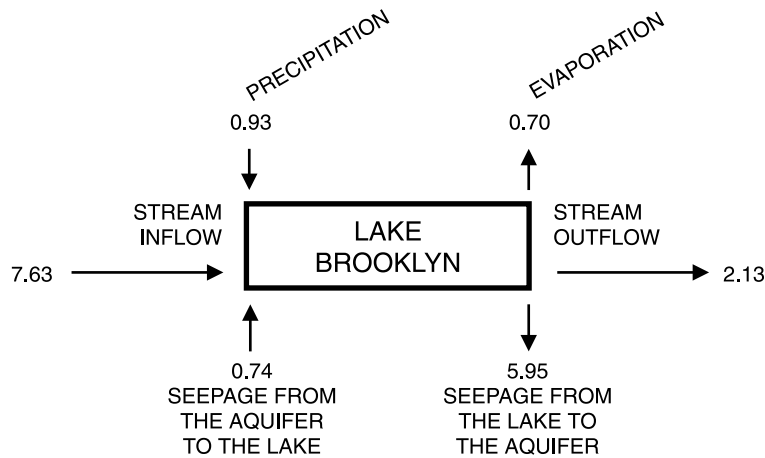 PRECIPITATION
EVAPORATION
0.93
0.70
STREAM
INFLOW
LAKE
BROOKLYN
STREAM
OUTFLOW
7.63
2.13
0.74
SEEPAGE FROM
THE AQUIFER
TO THE LAKE
5.95
SEEPAGE FROM
THE LAKE TO
THE AQUIFER